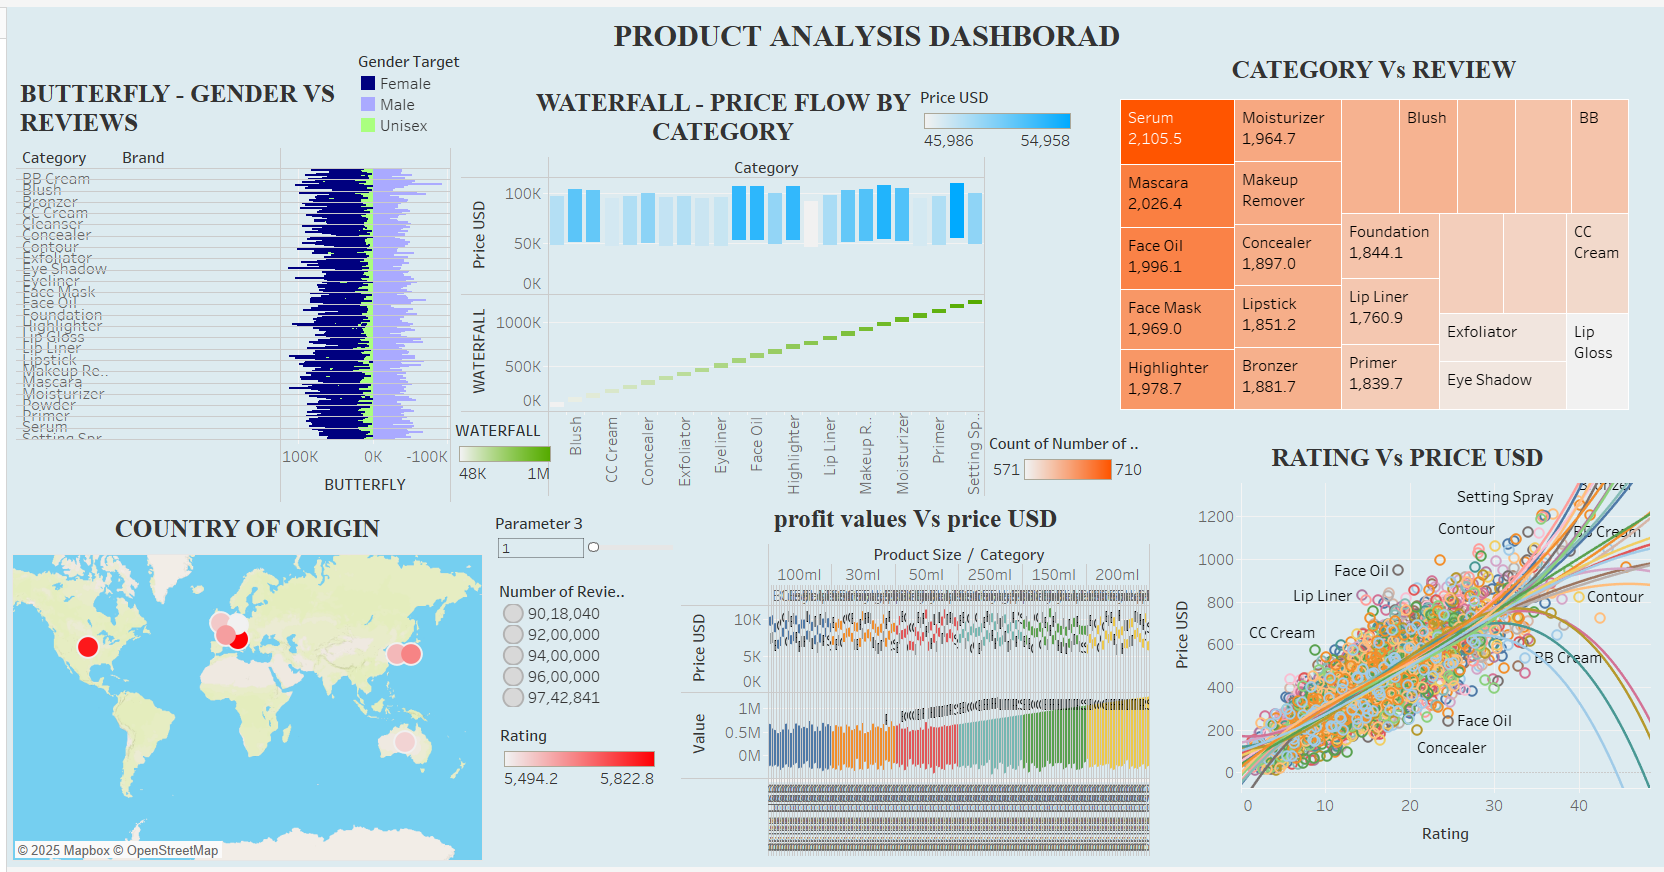 PRODUCT ANALYSIS DASHBORAD
BUTTERFLY - GENDER VS
REVIEWS
Gender Target
Female
Male
Unisex
Category Brand
BB Cream
Blush
Bronzer
CC Cream
Cleanser
Concealer
Contour
Exfoliator
Eye Shadow
Eyeliner
Face Mask
Face Oil
Foundation
Highlighter
Lip Gloss
Lip Liner
Lipstick
Makeup Re..
Mascara
Moisturizer
Powder
Primer
Serum
Setting Spr..
100K 0K -100K
BUTTERFLY
WATERFALL - PRICE FLOW BY
CATEGORY
Price USD
45,986 54,958
Category
Price USD
100K
50K
0K
WATERFALL
1000K
500K
0K
Blush
CC Cream
Concealer
Exfoliator
Eyeliner
Face Oil
Highlighter
Lip Liner
Makeup R..
Moisturizer
Primer
Setting Sp..
WATERFALL
48K 1M
CATEGORY Vs REVIEW
Serum
2,105.5
Mascara
2,026.4
Face Oil
1,996.1
Face Mask
1,969.0
Highlighter
1,978.7
Moisturizer
1,964.7
Makeup
Remover
Concealer
1,897.0
Lipstick
1,851.2
Bronzer
1,881.7
Blush
BB
Foundation
1,844.1
Lip Liner
1,760.9
Primer
1,839.7
CC
Cream
Exfoliator
Eye Shadow
Lip
Gloss
Count of Number of ..
571 710
COUNTRY OF ORIGIN
© 2025 Mapbox © OpenStreetMap
Parameter 3
1
Number of Revie..
90,18,040
92,00,000
94,00,000
96,00,000
97,42,841
Rating
5,494.2 5,822.8
profit values Vs price USD
Product Size / Category
100ml 30ml 50ml 250ml 150ml 200ml
Price USD
10K
5K
0K
Value
1M
0.5M
0M
RATING Vs PRICE USD
Price USD
1200
1000
800
600
400
200
0
Setting Spray
Bronzer
Contour
BB Cream
Face Oil
Lip Liner
Contour
CC Cream
BB Cream
Face Oil
Concealer
0 10 20 30 40
Rating